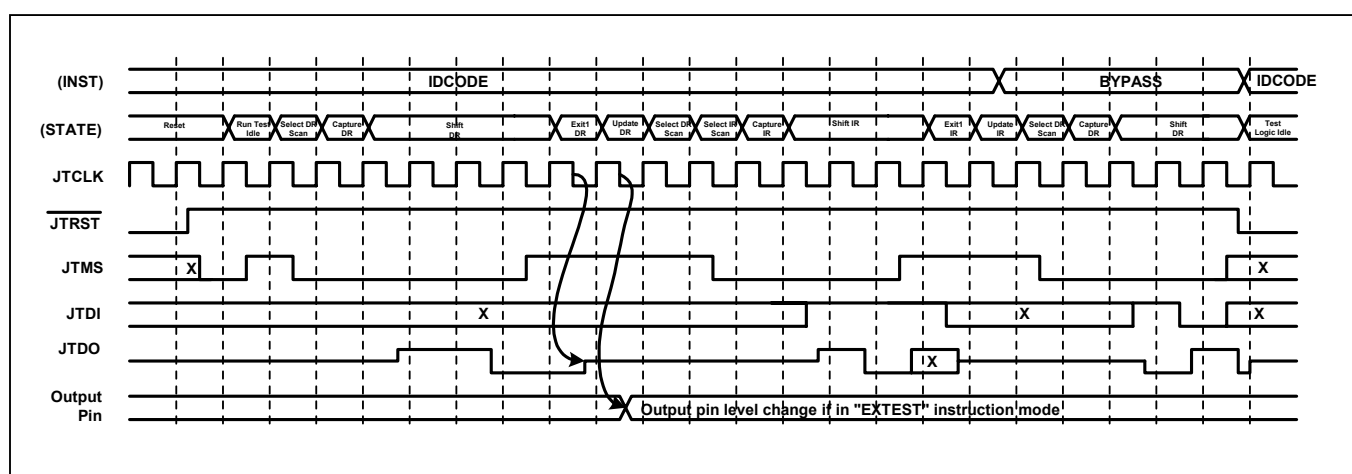 (INST) IDCODE BYPASS IDCODE
(STATE) Reset Run Test Idle Select DR Scan Capture DR Shift DR Exit1 DR Update DR Select DR Scan Select IR Scan Capture IR Shift IR Exit1 IR Update IR Select DR Scan Capture DR Shift DR Test Logic Idle
JTCLK
JTRST
JTMS X X
JTDI X X X
JTDO X
Output Pin Output pin level change if in "EXTEST" instruction mode